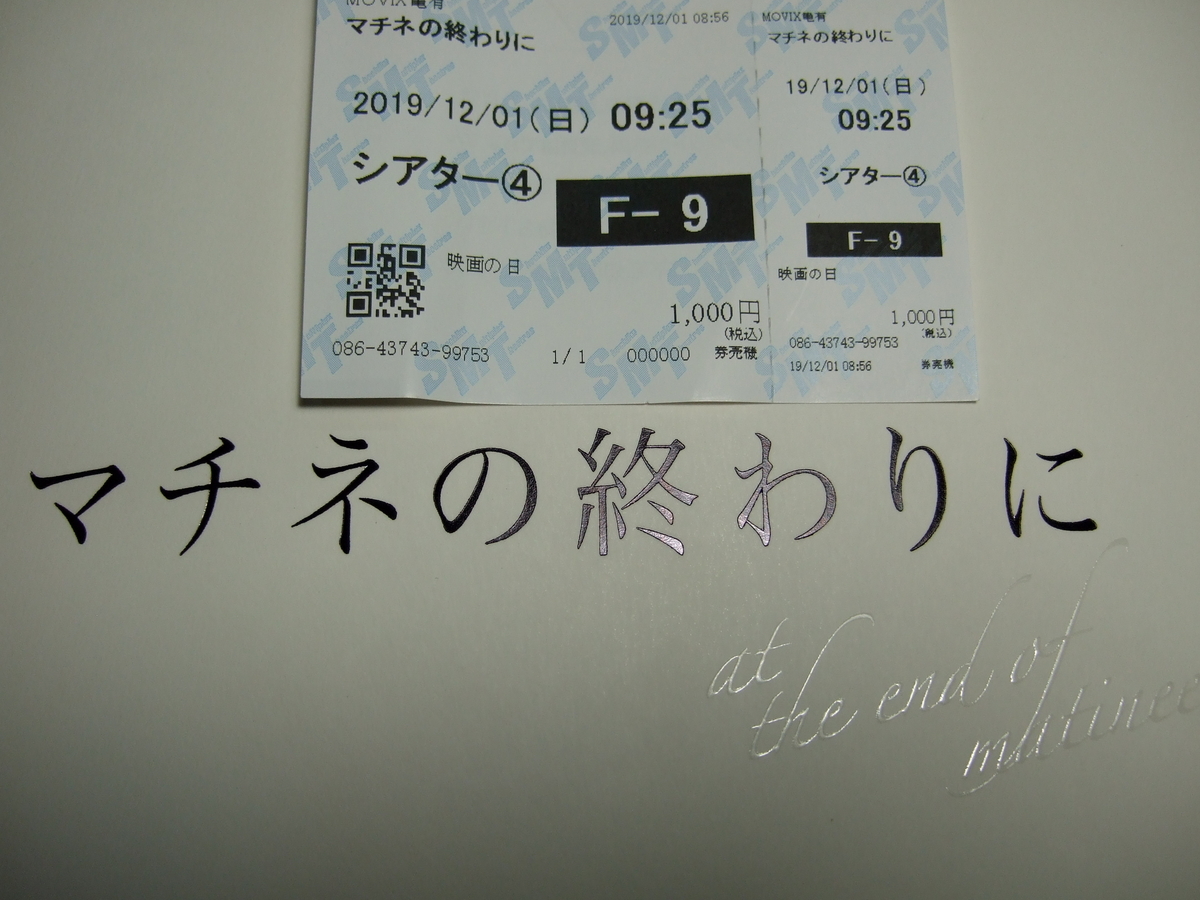 MOVIX亀有
2019/12/01 08:56
マチネの終わりに
2019/12/01(日) 09:25
シアター④
F- 9
映画の日
1,000円
(税込)
086-43743-99753 1/1 000000 券売機
MOVIX亀有
マチネの終わりに
19/12/01(日)
09:25
シアター④
F- 9
映画の日
1,000円
(税込)
086-43743-99753
19/12/01 08:56 券売機
マチネの終わりに
at
the end of
matinee